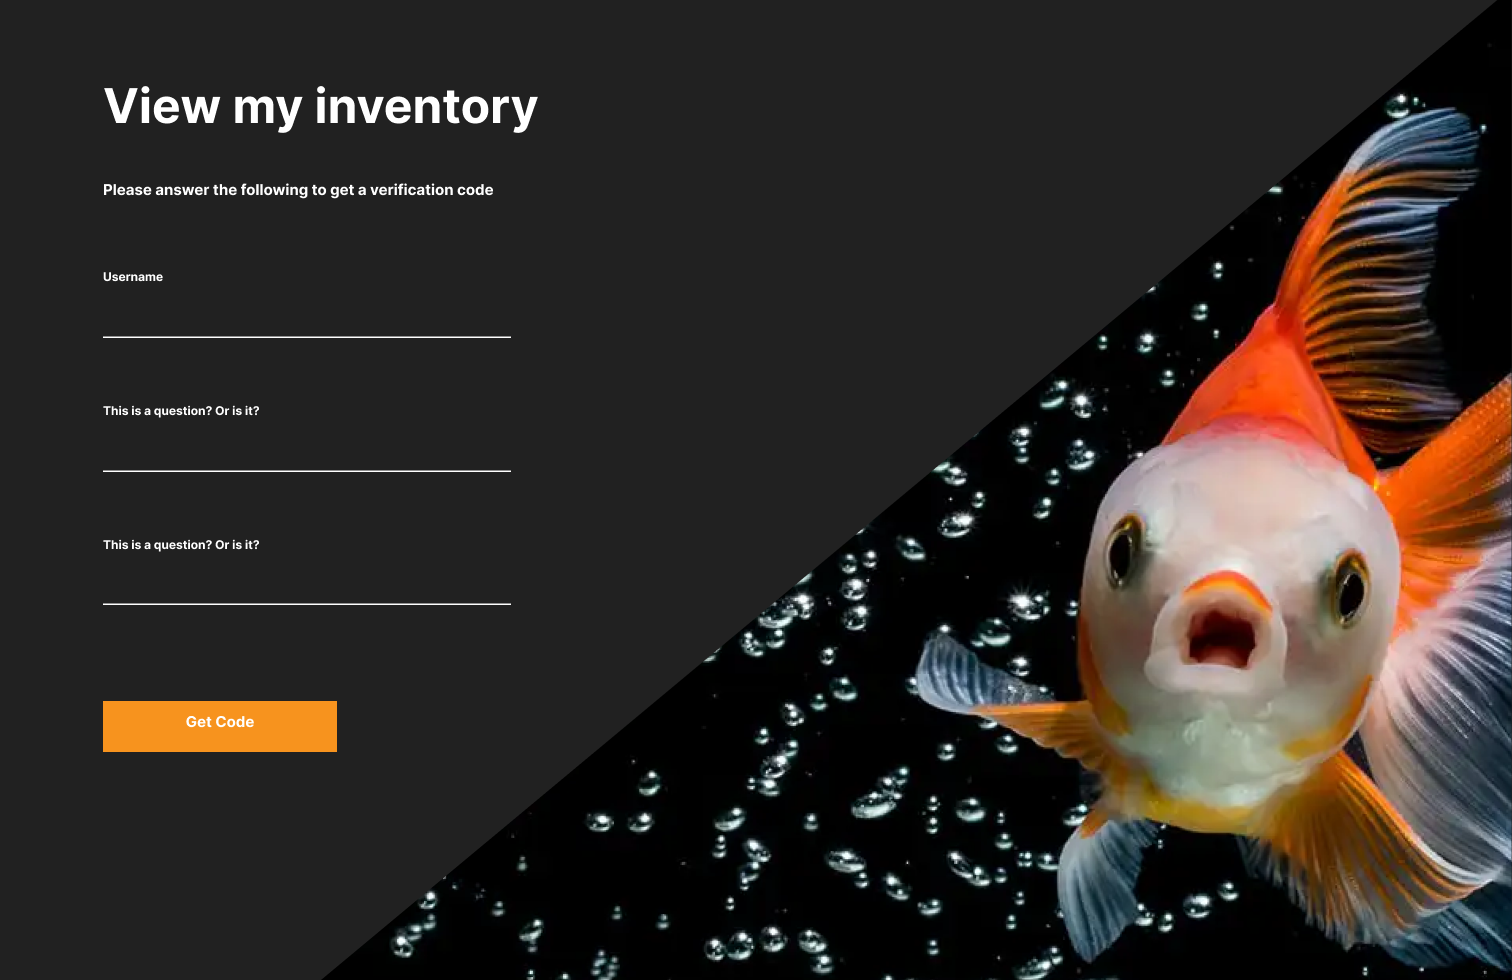 View my inventory
Please answer the following to get a verification code
Username
This is a question? Or is it?
This is a question? Or is it?
Get Code